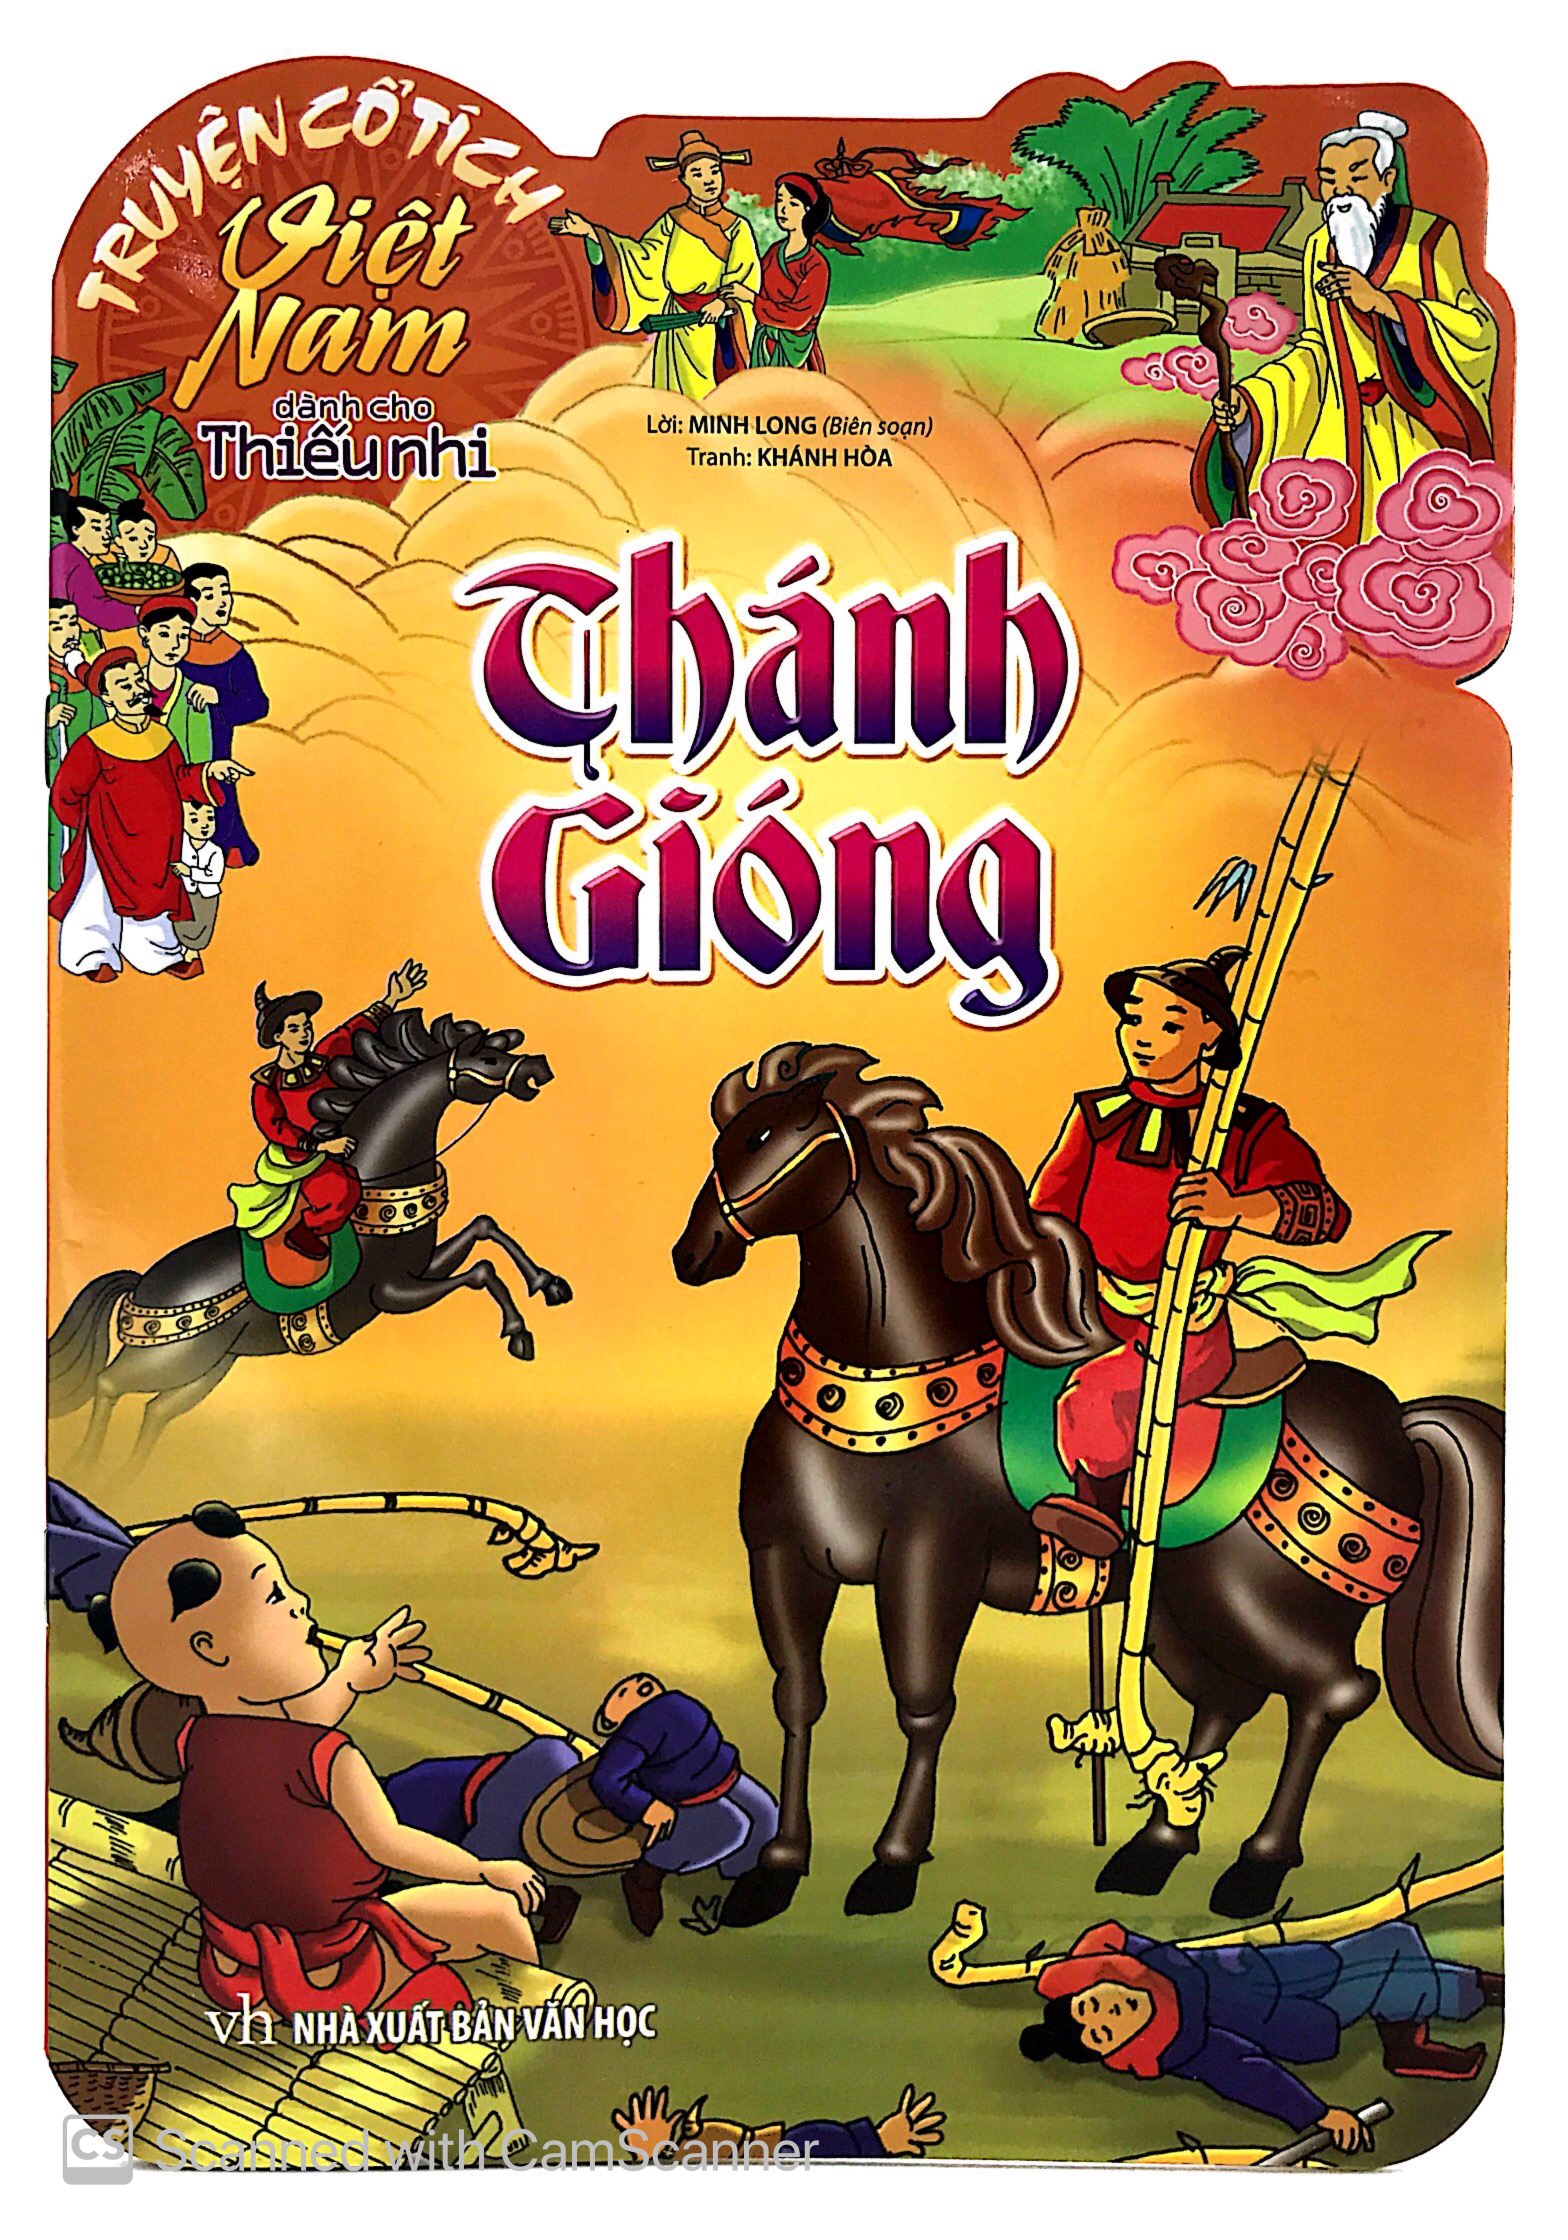 TRUYỆN CỔ TÍCH
Việt
Nam
dành cho
Thiếu nhi
Lời: MINH LONG (Biên soạn)
Tranh: KHÁNH HÒA
Thánh
Gióng
vh NHÀ XUẤT BẢN VĂN HỌC
CS Scanned with CamScanner